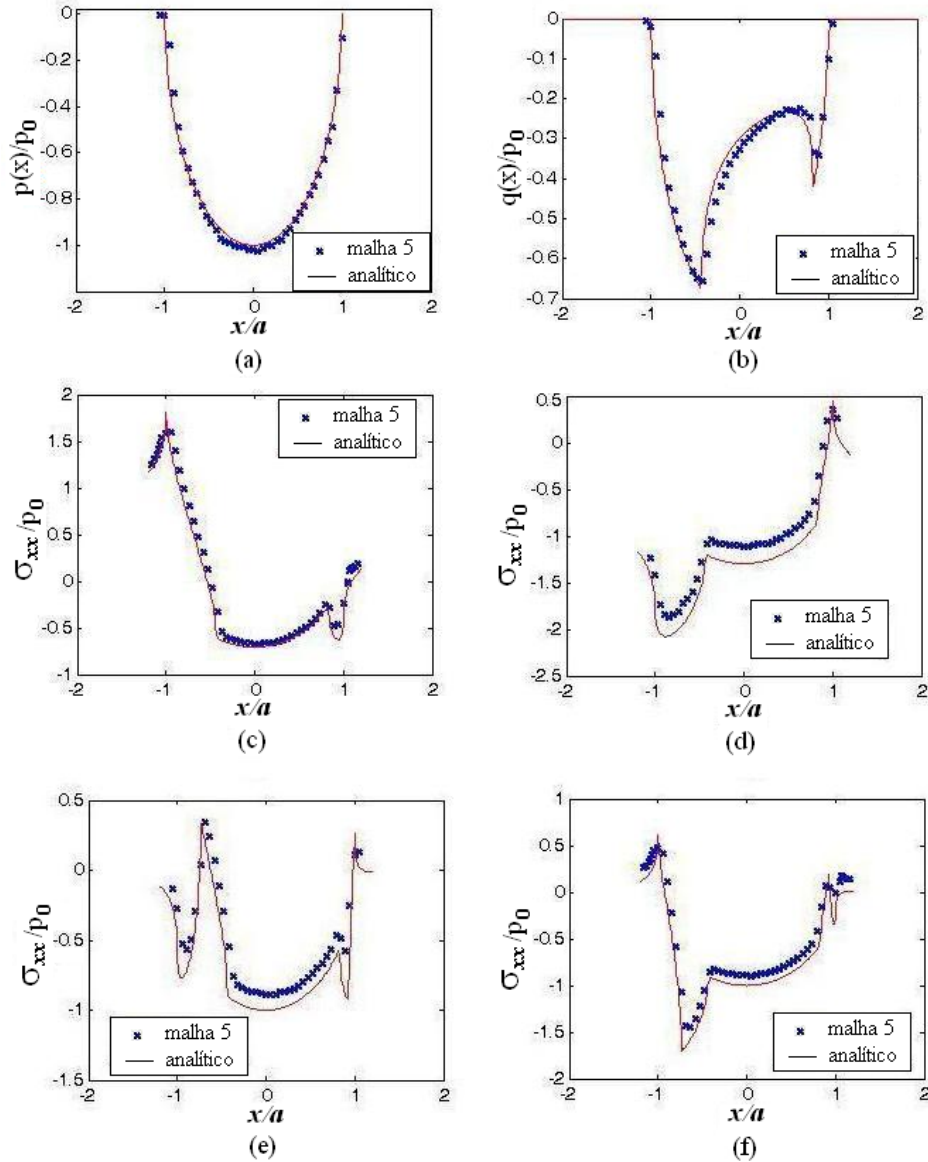 0
-0.2
-0.4
-0.6
-0.8
-1
p(x)/p0
malha 5
analítico
-2 -1 0 1 2
x/a
(a)
0
-0.1
-0.2
-0.3
-0.4
-0.5
-0.6
-0.7
q(x)/p0
malha 5
analítico
-2 -1 0 1 2
x/a
(b)
2
1.5
1
0.5
0
-0.5
-1
σxx/p0
malha 5
analítico
-2 -1 0 1 2
x/a
(c)
0.5
0
-0.5
-1
-1.5
-2
-2.5
σxx/p0
malha 5
analítico
-2 -1 0 1 2
x/a
(d)
0.5
0
-0.5
-1
-1.5
σxx/p0
malha 5
analítico
-2 -1 0 1 2
x/a
(e)
1
0.5
0
-0.5
-1
-1.5
-2
σxx/p0
malha 5
analítico
-2 -1 0 1 2
x/a
(f)